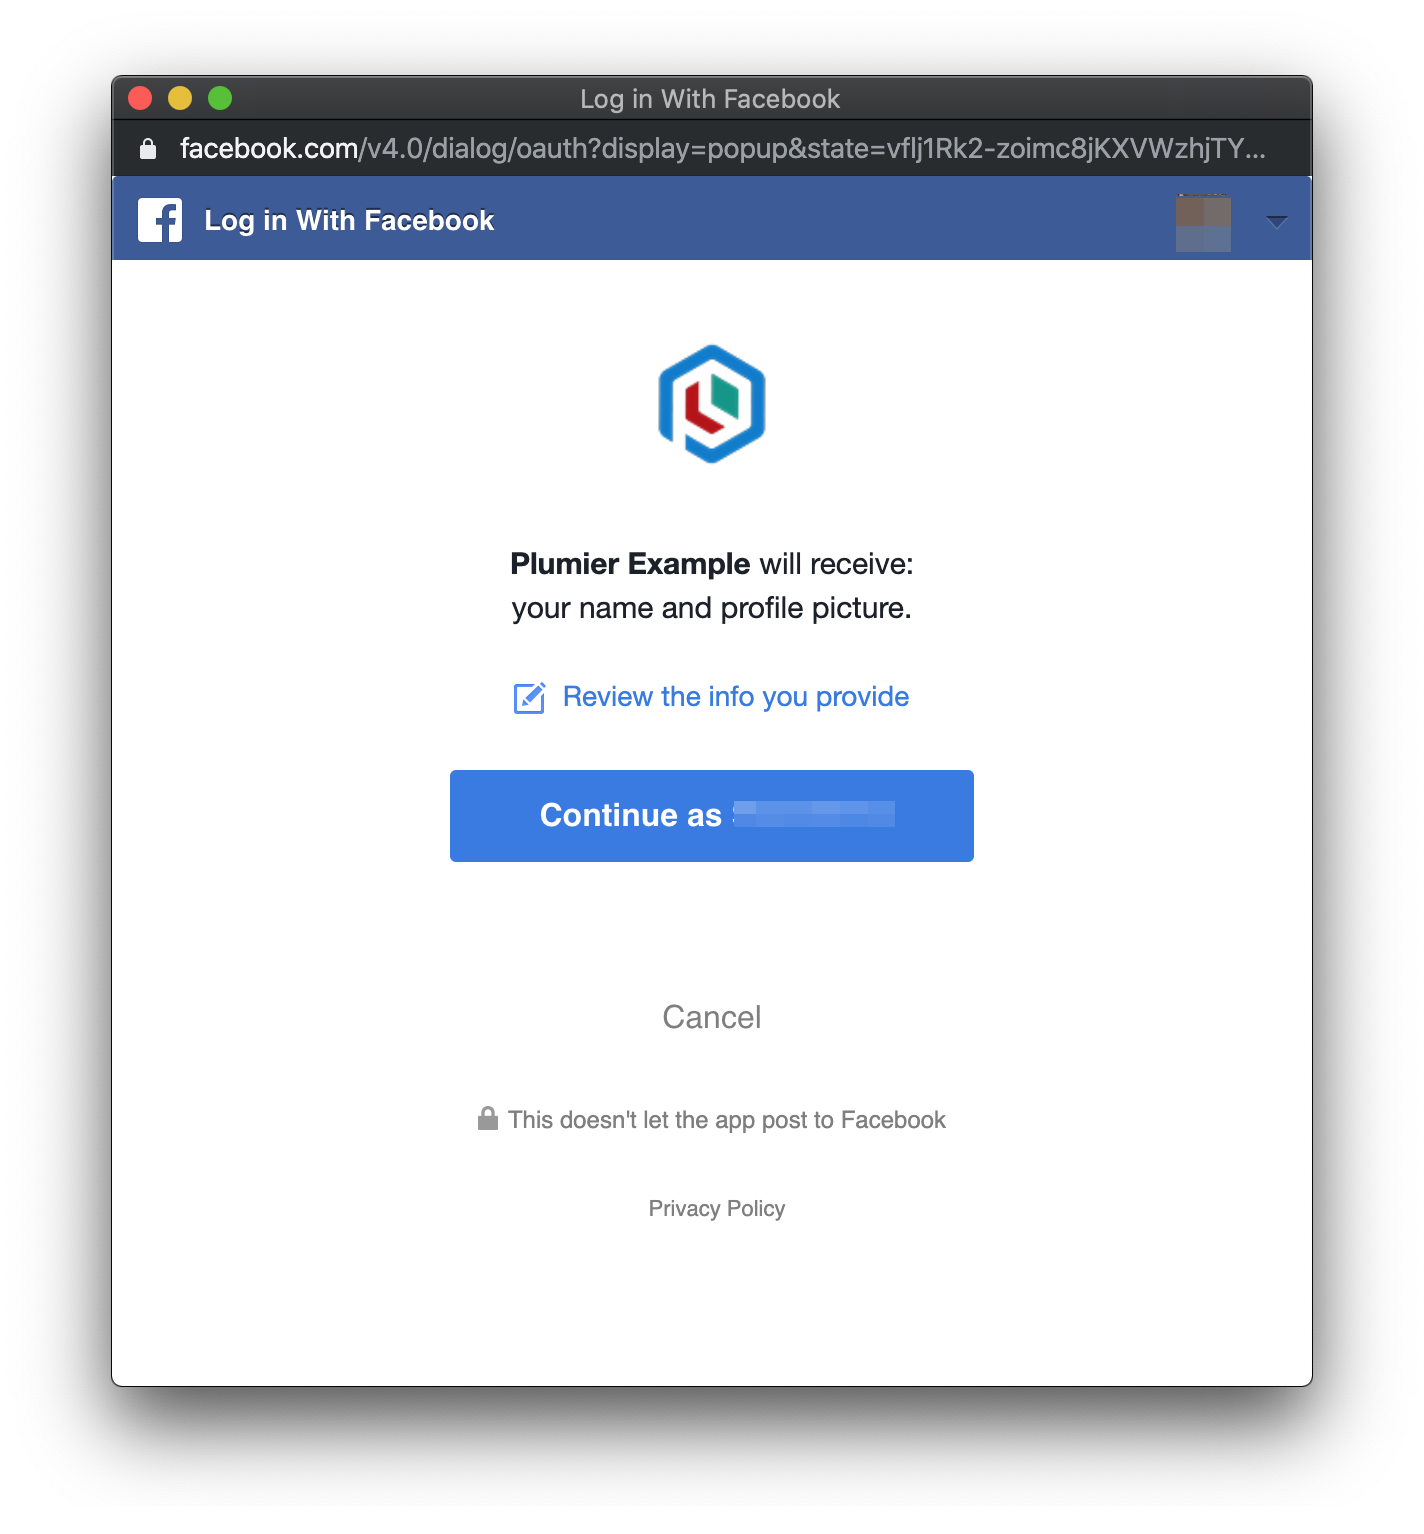 Log in With Facebook
facebook.com/v4.0/dialog/oauth?display=popup&state=vflj1Rk2-zoimc8jKXVWzhjTY...
Log in With Facebook
Plumier Example will receive:
your name and profile picture.
Review the info you provide
Continue as
Cancel
This doesn't let the app post to Facebook
Privacy Policy